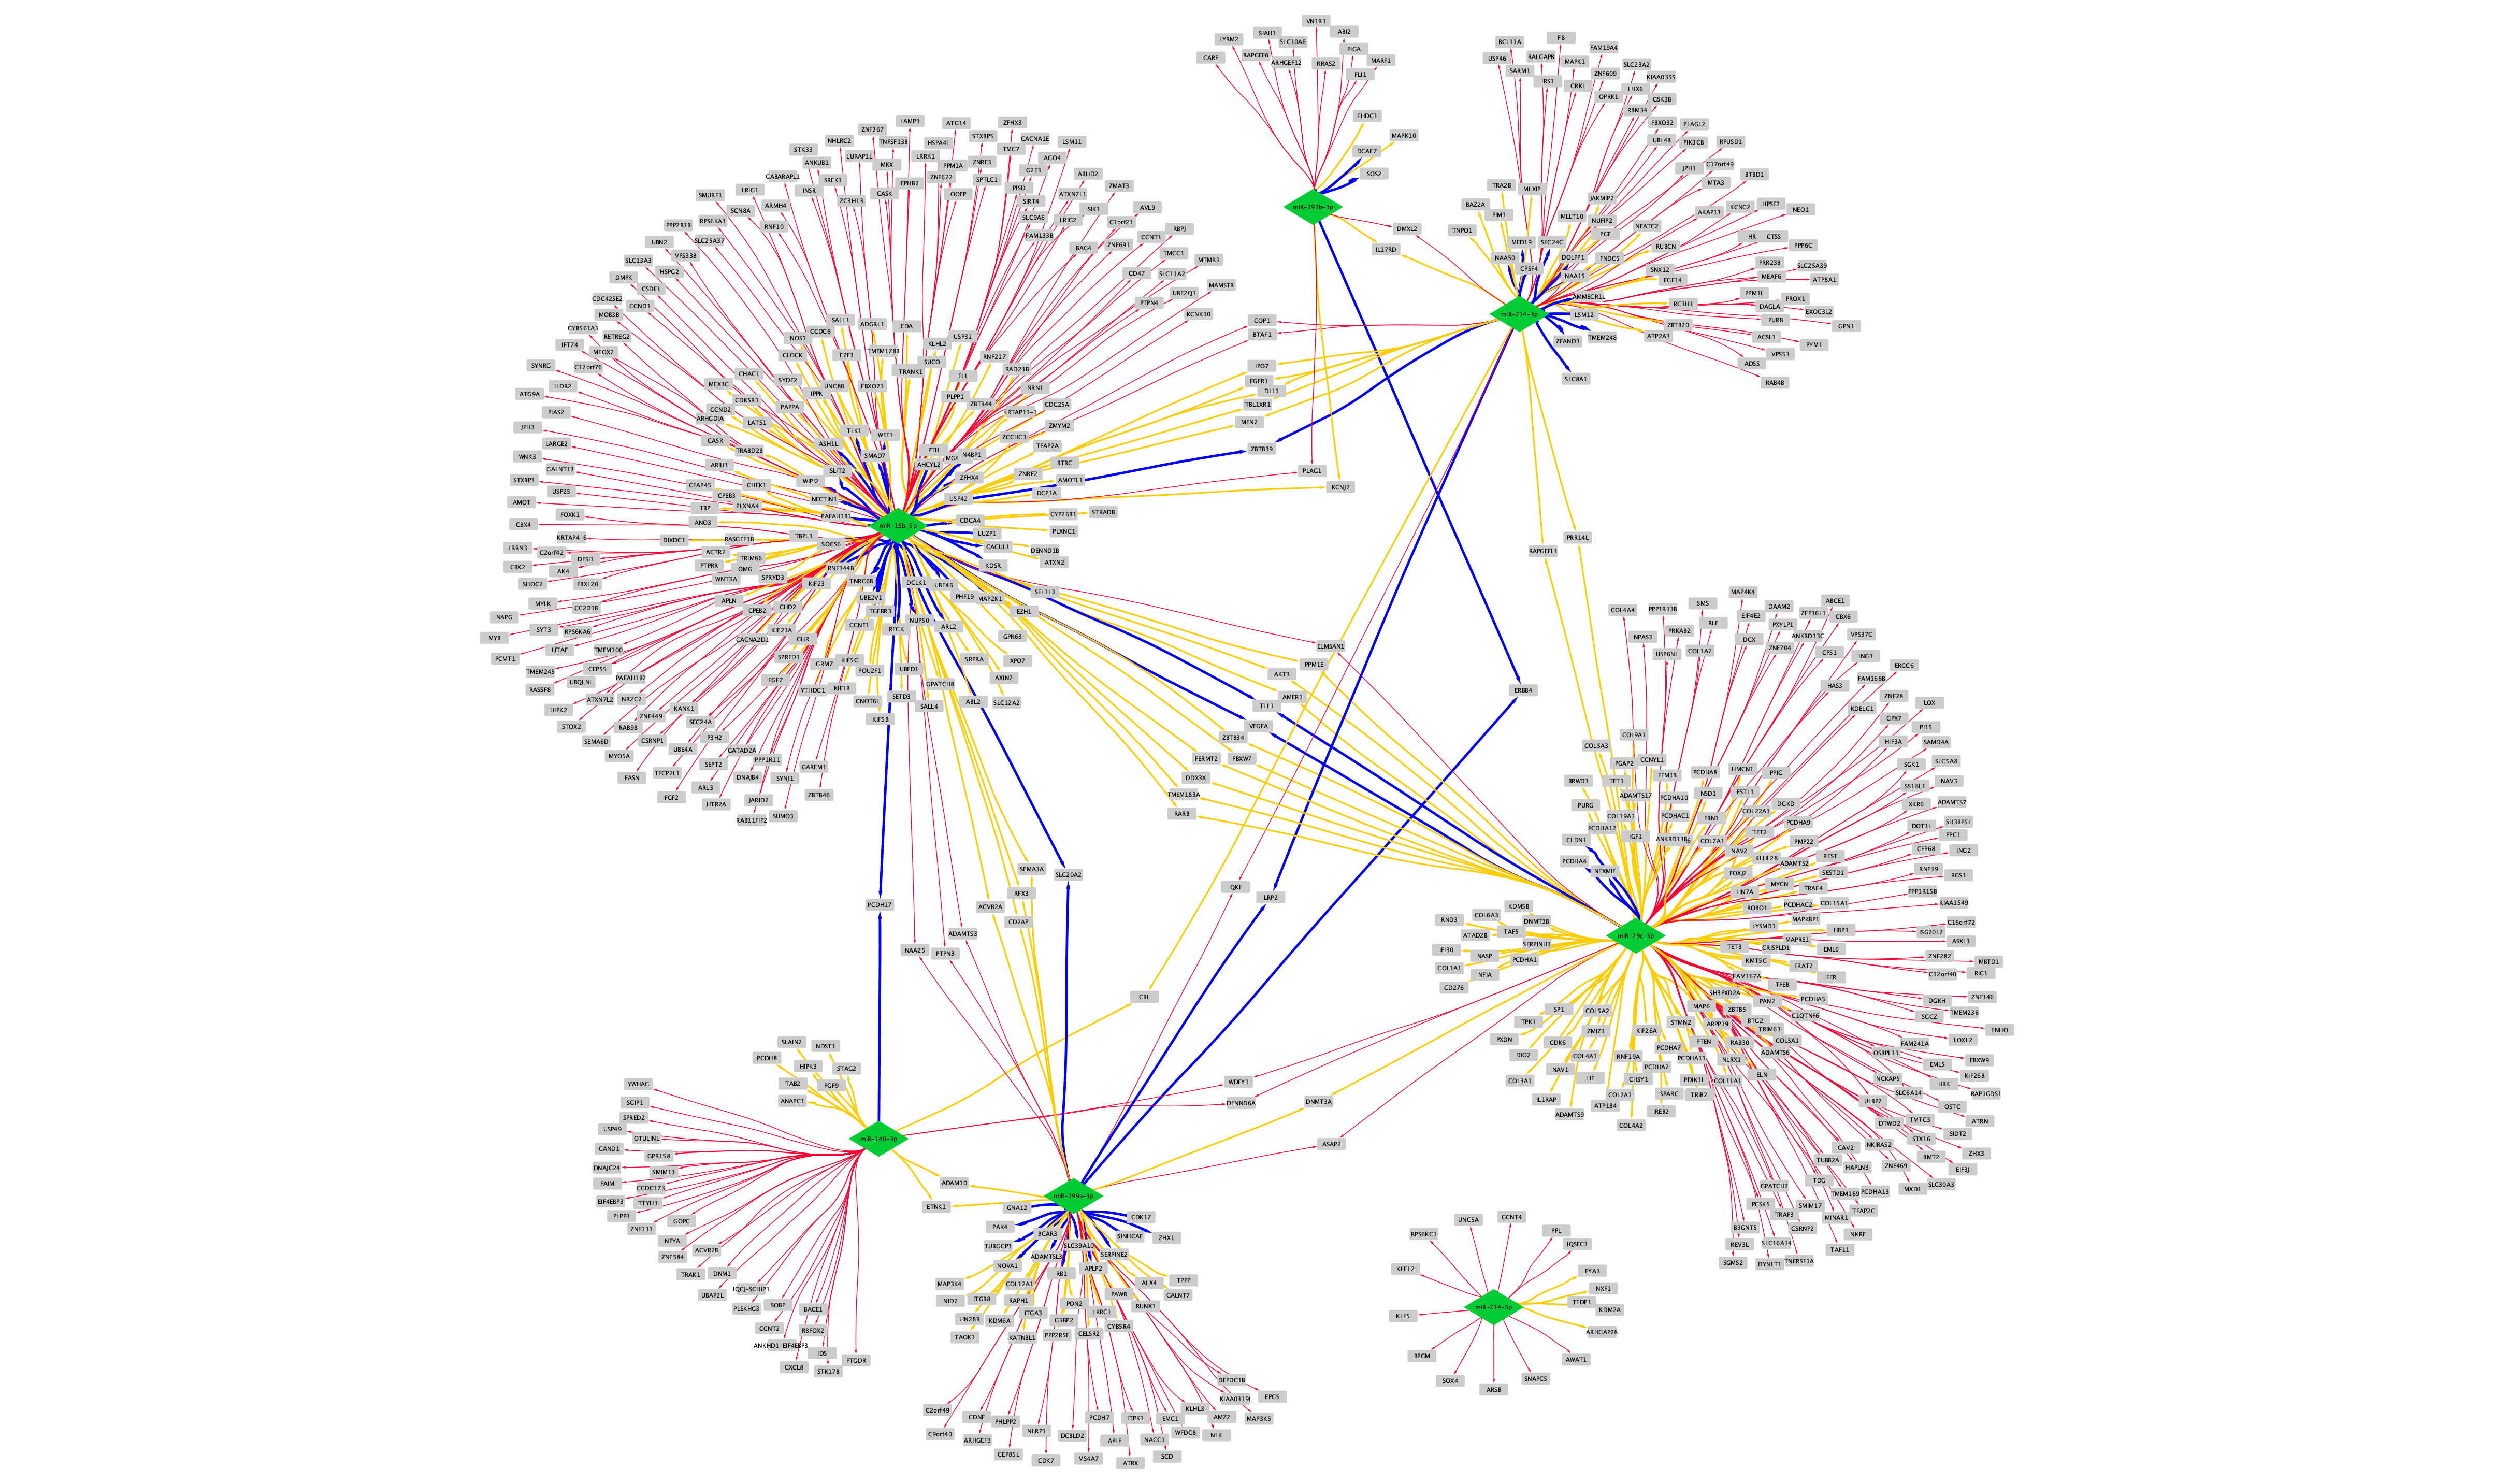 VN1R1
SIAH1
ABI2
LYRM2
SLC10A6
RAPGEF6
PIGA
CARF
ARHGEF12
RRAS2
MARF1
FLI1
FHDC1
MAPK10
DCAF7
SOS2
miR-193b-3p
DMXL2
IL17RD
F8
BCL11A
FAM19A4
USP46
RALGAPB
MAPK1
SLC23A2
SARM1
ZNF609
KIAA0355
IRS1
CRKL
LHX6
OPRK1
GSK3B
RBM34
FBXO32
PLAGL2
UBL4B
PIK3CB
RPUSD1
JPH1
C17orf49
TRA2B
MLXIP
MTA3
BTBD1
BAZ2A
JAKMIP2
PIM1
MLLT10
NUFIP2
AKAP13
KCNC2
HPSE2
NEO1
TNPO1
PGF
NFATC2
MED19
SEC24C
RUBCN
HR
CTSS
PPP6C
NAA50
DOLPP1
FNDC5
CPSF4
NAA15
SNX12
FGF14
PRR23B
SLC25A39
MEAF6
ATP8A1
AMMECR1L
RC3H1
PPM1L
PROX1
DAGLA
EXOC3L2
miR-214-3p
LSM12
PURB
GPN1
ZBTB20
ATP2A3
ACSL1
PYM1
ZFAND3
TMEM248
VPS53
ADSS
SLC8A1
RAB4B
LAMP3
ATG14
ZFHX3
ZNF367
STXBP5
CACNA1E
NHLRC2
TNFSF13B
HSPA4L
LSM11
STK33
LURAP1L
LRRK1
ZNRF3
TMC7
AGO4
ANKUB1
MKX
PPM1A
G2E3
GABARAPL1
SREK1
EPHB2
ZNF622
SPTLC1
ABHD2
LRIG1
INSR
CASK
OOEP
PISD
ZMAT3
SMURF1
ARMH4
ZC3H13
SIRT4
ATXN7L1
SCN8A
SLC9A6
SIK1
AVL9
RPS6KA3
RNF10
LRIG2
C1orf21
PPP2R1B
FAM133B
RBPJ
UBN2
SLC25A37
BAG4
ZNF691
CCNT1
VPS33B
TMCC1
SLC13A3
HSPG2
CD47
SLC11A2
MTMR3
DMPK
CSDE1
MAMSTR
CDC42SE2
CCND1
PTPN4
UBE2Q1
MOB3B
KCNK10
CYB561A3
RETREG2
COP1
IFT74
MEOX2
BTAF1
SYNRG
C12orf76
ILDR2
ATG9A
PIAS2
JPH3
LARGE2
WNK3
GALNT13
STXBP3
USP25
AMOT
FOXK1
CBX4
SALL1
ADGRL1
EDA
CCDC6
NOS1
USP31
KLHL2
CLOCK
E2F3
TMEM178B
RNF217
SUCO
RAD23B
CHAC1
SYDE2
FBXO21
TRANK1
ELL
MEX3C
UNC80
NRN1
IPPK
PLPP1
CDK5R1
ZBTB44
CCND2
PAPPA
CDC25A
ARHGDIA
KRTAP11-1
LATS1
TLK1
WEE1
ZMYM2
CASR
ASH1L
ZCCHC3
TRABD2B
PTH
TFAP2A
SMAD7
N4BP1
ARIH1
SLIT2
AHCYL2
BTRC
CHEK1
WIPI2
ZFHX4
ZNRF2
AMOTL1
CFAP45
CPEB3
NECTIN1
USP42
DCP1A
TBP
PLXNA4
PAFAH1B1
CDCA4
CYP26B1
STRADB
ANO3
miR-15b-5p
PLXNC1
KRTAP4-6
DIXDC1
RASGEF1B
TBPL1
LUZP1
LRRN3
C2orf42
ACTR2
SOCS6
CACUL1
DENND1B
DESI1
TRIM66
ATXN2
CBX2
PTPRR
KDSR
AK4
OMG
RNF144B
SHOC2
FBXL20
WNT3A
SPRYD3
KIF23
TNRC6B
DCLK1
UBE4B
SEL1L3
MYLK
APLN
UBE2V1
PHF19
MAP2K1
CC2D1B
CPEB2
CHD2
TGFBR3
EZH1
NAPG
CCNE1
NUP50
ARL2
MYB
SYT3
RPS6KA6
KIF21A
RECK
GPR63
CACNA2D1
GHR
LITAF
TMEM100
SPRED1
PCMT1
GRM7
KIF5C
UBFD1
SRPRA
XPO7
TMEM245
CEP55
POU2F1
AXIN2
PAFAH1B2
FGF7
UBQLNL
YTHDC1
KIF1B
GPATCH8
RASSF8
ATXN7L2
NR2C2
CNOT6L
SETD3
ABL2
SLC12A2
HIPK2
KANK1
SALL4
STOX2
RAB9B
ZNF449
SEC24A
KIF5B
SEMA6D
CSRNP1
P3H2
MYO5A
UBE4A
GATAD2A
FASN
TFCP2L1
SEPT2
PPP1R11
GAREM1
FGF2
ARL3
DNAJB4
SYNJ1
ZBTB46
HTR2A
JARID2
RAB11FIP2
SUMO3
IPO7
FGFR1
DLL1
TBL1XR1
MFN2
ZBTB39
PLAG1
KCNJ2
RAPGEFL1
PRR14L
ELMSAN1
PPM1E
AKT3
ERBB4
AMER1
TLL1
VEGFA
ZBTB34
FERMT2
FBXW7
DDX3X
TMEM183A
RARB
SEMA3A
SLC20A2
RFX3
ACVR2A
CD2AP
PCDH17
ADAMTS3
NAA25
PTPN3
QKI
LRP2
CBL
WDFY1
DENND6A
DNMT3A
ASAP2
MAP4K4
SMS
ABCE1
COL4A4
PPP1R13B
EIF4E2
DAAM2
ZFP36L1
CBX6
RLF
PXYLP1
NPAS3
PRKAB2
DCX
ANKRD13C
VPS37C
USP6NL
COL1A2
ZNF704
CPS1
ING3
ERCC6
FAM168B
HAS3
ZNF28
KDELC1
LOX
GPX7
PI15
COL9A1
HIF3A
SAMD4A
COL5A3
CCNYL1
PGAP2
PCDHA8
HMCN1
PPIC
SGK1
SLC5A8
BRWD3
TET1
FEM1B
SS18L1
NAV3
ADAMTS17
PCDHA10
NSD1
FSTL1
XKR6
ADAMTS7
PURG
COL19A1
PCDHAC1
FBN1
COL22A1
DGKD
SH3BP5L
PCDHA12
TET2
PCDHA9
DOT1L
EPC1
CLDN1
IGF1
ANKRD13B
COL7A1
NAV2
PMP22
CEP68
ING2
PCDHA4
NEXMIF
KLHL28
ADAMTS2
REST
RNF39
FOXJ2
SESTD1
RGS1
LIN7A
MYCN
TRAF4
PPP1R15B
ROBO1
PCDHAC2
COL15A1
KIAA1549
KDM5B
RND3
COL6A3
DNMT3B
MAPKBP1
C16orf72
LYSMD1
HBP1
ISG20L2
ATAD2B
TAF5
miR-29c-3p
MAPRE1
ASXL3
SERPINH1
TET3
CRISPLD1
EML6
IFI30
NASP
PCDHA1
KMT5C
FRAT2
ZNF282
MBTD1
COL1A1
NFIA
FAM167A
FER
C12orf40
RIC1
CD276
TFEB
SH3PXD2A
PAN2
PCDHA5
DGKH
ZNF346
MAP6
ZBTB5
C1QTNF6
SGCZ
TMEM236
SP1
COL5A2
STMN2
ARPP19
BTG2
TRIM63
ENHO
TPK1
ZMIZ1
KIF26A
PTEN
RAB30
COL5A1
LOXL2
PXDN
CDK6
PCDHA7
ADAMTS6
OSBPL11
FAM241A
DIO2
COL4A1
RNF19A
PCDHA11
NLRX1
EML5
FBXW9
NAV1
PCDHA2
ELN
NCKAP5
KIF26B
COL3A1
LIF
CHSY1
PDIK1L
COL11A1
HRK
RAP1GDS1
IL1RAP
COL2A1
SPARC
TRIB2
ULBP2
SLC6A14
ADAMTS9
ATP1B4
IREB2
OSTC
COL4A2
TMTC3
ATRN
DTWD2
SIDT2
STX16
NKIRAS2
CAV2
ZHX3
TUBB2A
HAPLN3
BMT2
ZNF469
EIF3J
TDG
GPATCH2
TMEM169
PCDHA13
MXD1
SLC30A3
PCSK5
SMIM17
TFAP2C
TRAF3
MINAR1
B3GNT5
CSRNP2
NKRF
REV3L
SLC16A14
TAF11
SGMS2
DYNLT1
TNFRSF1A
SLAIN2
NDST1
PCDH8
HIPK3
STAG2
TAB2
FGF9
ANAPC1
YWHAG
SGIP1
SPRED2
USP49
OTULINL
miR-140-3p
CAND1
GPR158
DNAJC24
SMIM13
FAIM
CCDC173
EIF4EBP3
TTYH3
PLPP3
GOPC
ZNF131
NFYA
ACVR2B
ZNF584
TRAK1
DNM1
UBAP2L
IQCJ-SCHIP1
PLEKHG3
SOBP
BACE1
CCNT2
RBFOX2
ANKHD1-EIF4EBP3
IDS
PTGDR
CXCL8
STK17B
ADAM10
miR-199a-3p
ETNK1
GNA12
CDK17
PAK4
BCAR3
SINHCAF
ZHX1
TUBGCP3
SLC39A10
ADAMTSL3
SERPINE2
NOVA1
RB1
APLP2
MAP3K4
COL12A1
ALX4
TPPP
NID2
ITGB8
RAPH1
PAWR
GALNT7
PON2
RUNX1
LIN28B
KDM6A
ITGA3
G3BP2
LRRC1
TAOK1
KATNBL1
PPP2R5E
CELSR2
CYB5R4
DEPDC1B
EPG5
KIAA0319L
C2orf49
CDNF
PHLPP2
PCDH7
ITPK1
EMC1
KLHL3
AMZ2
MAP3K5
C9orf40
ARHGEF3
NLRP1
DCBLD2
APLF
NACC1
WFDC8
NLK
CEP85L
CDK7
MS4A7
ATRX
SCD
GCNT4
UNC5A
PPL
RPS6KC1
IQSEC3
KLF12
EYA1
NXF1
miR-214-5p
TFDP1
KDM2A
KLF5
ARHGAP28
BPGM
AWAT1
SOX4
SNAPC5
ARSB